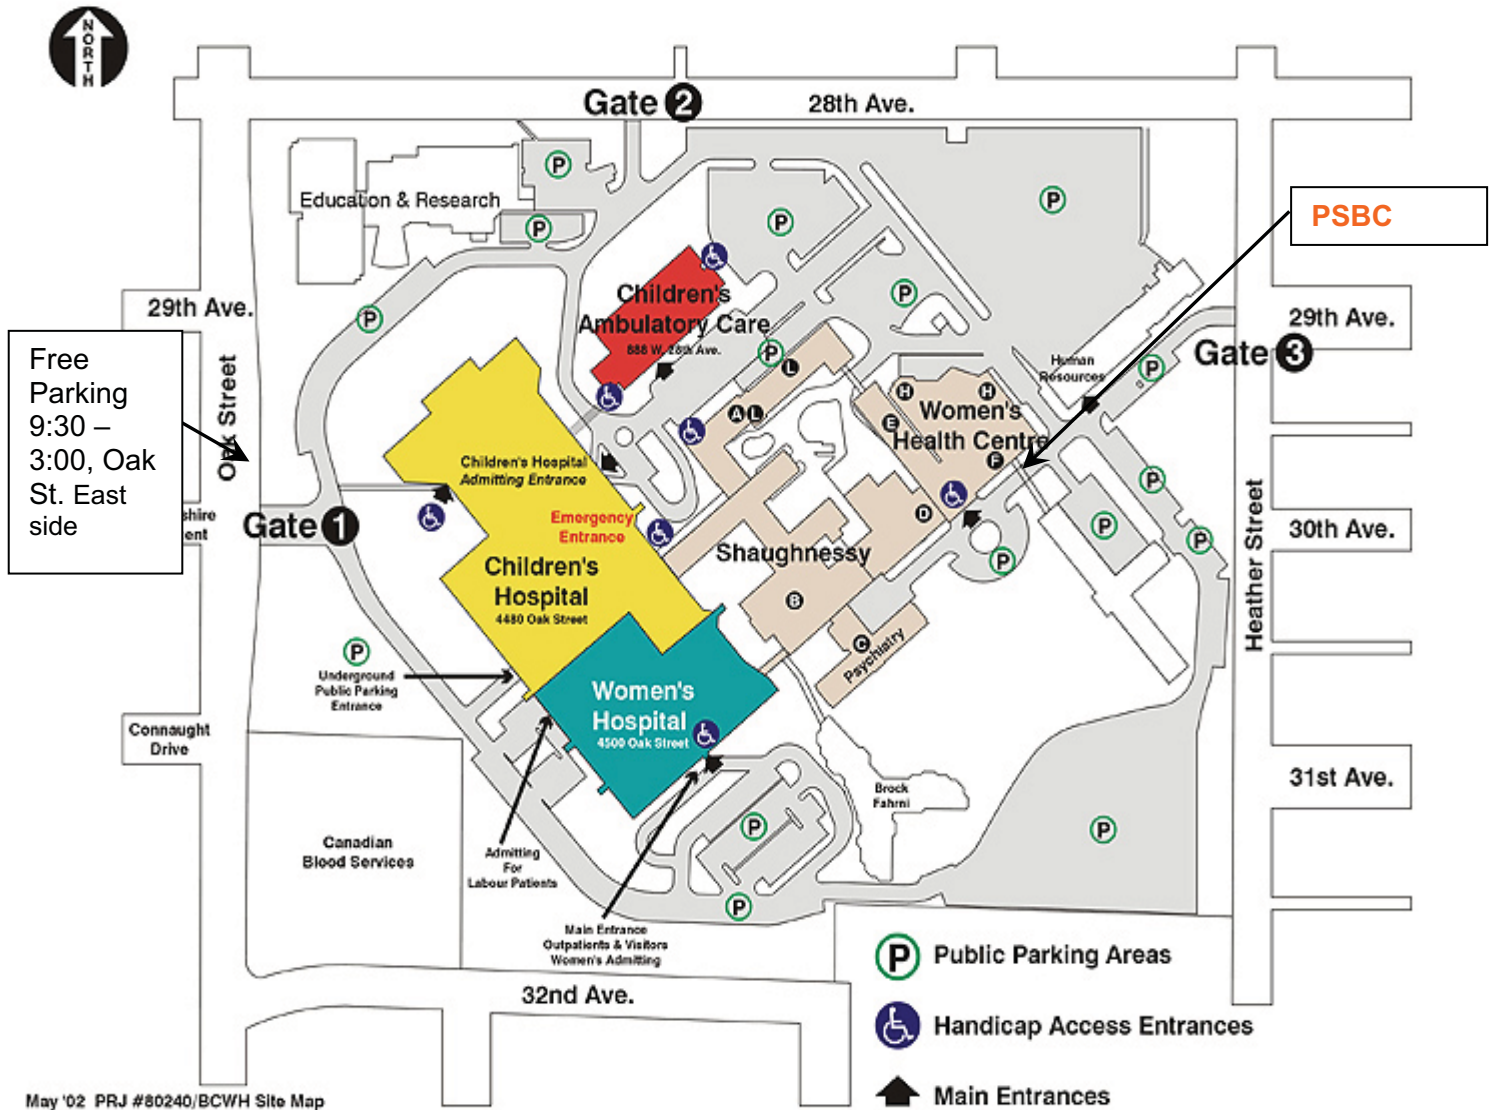 NORTH
Gate 2
28th Ave.
P
Education & Research
P
P
P
P
PSBC
Children's
Ambulatory Care
888 W. 28th Ave.
29th Ave.
P
P
P
L
Human
Resources
P
29th Ave.
Gate 3
Free
Parking
9:30 –
3:00, Oak
St. East
side
Oak Street
A L
H
H
E
Women's
Health Centre
F
Children's Hospital
Admitting Entrance
P
Emergency
Entrance
shire
ent
Gate 1
D
P
P
P
30th Ave.
Heather Street
Shaughnessy
Children's
Hospital
4480 Oak Street
B
C
Psychiatry
P
Underground
Public Parking
Entrance
Women's
Hospital
4500 Oak Street
Connaught
Drive
31st Ave.
Brock
Fahrni
P
P
Canadian
Blood Services
Admitting
For
Labour Patients
P
Main Entrance
Outpatients & Visitors
Women's Admitting
32nd Ave.
P Public Parking Areas
Handicap Access Entrances
Main Entrances
May '02 PRJ #80240/BCWH Site Map